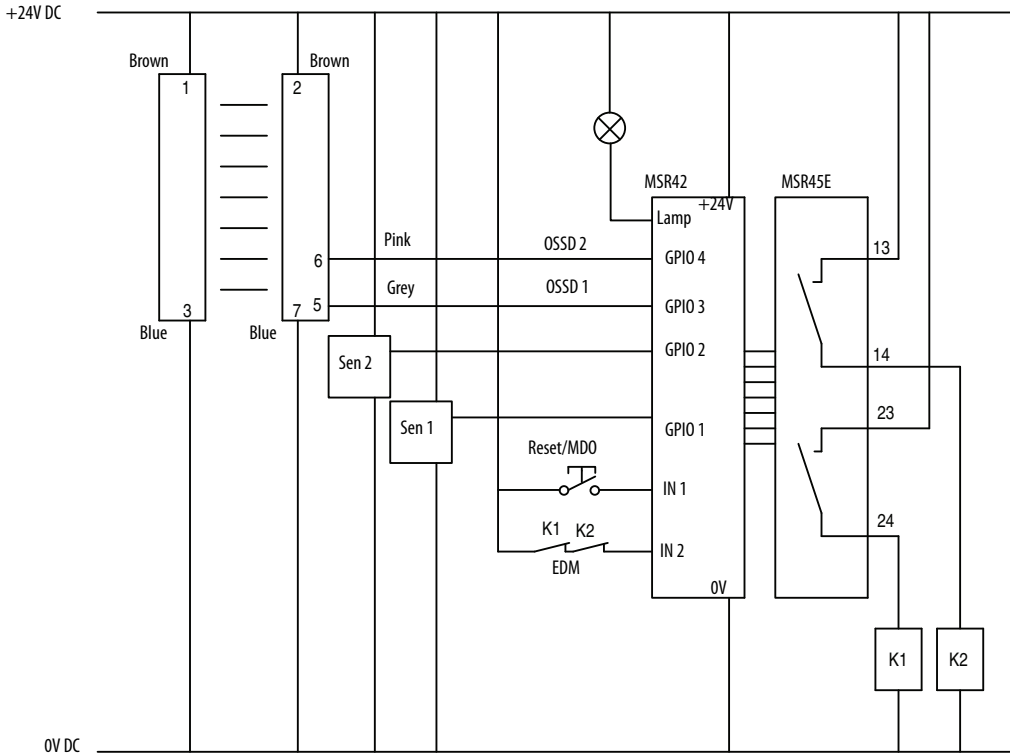 +24V DC
Brown
Brown
1
2
MSR42
MSR45E
+24V
Lamp
13
Pink
OSSD 2
6
GPIO 4
Grey
OSSD 1
3
7
5
GPIO 3
Blue
Blue
Sen 2
GPIO 2
14
23
Sen 1
GPIO 1
Reset/MDO
IN 1
24
K1
K2
IN 2
EDM
0V
K1
K2
0V DC